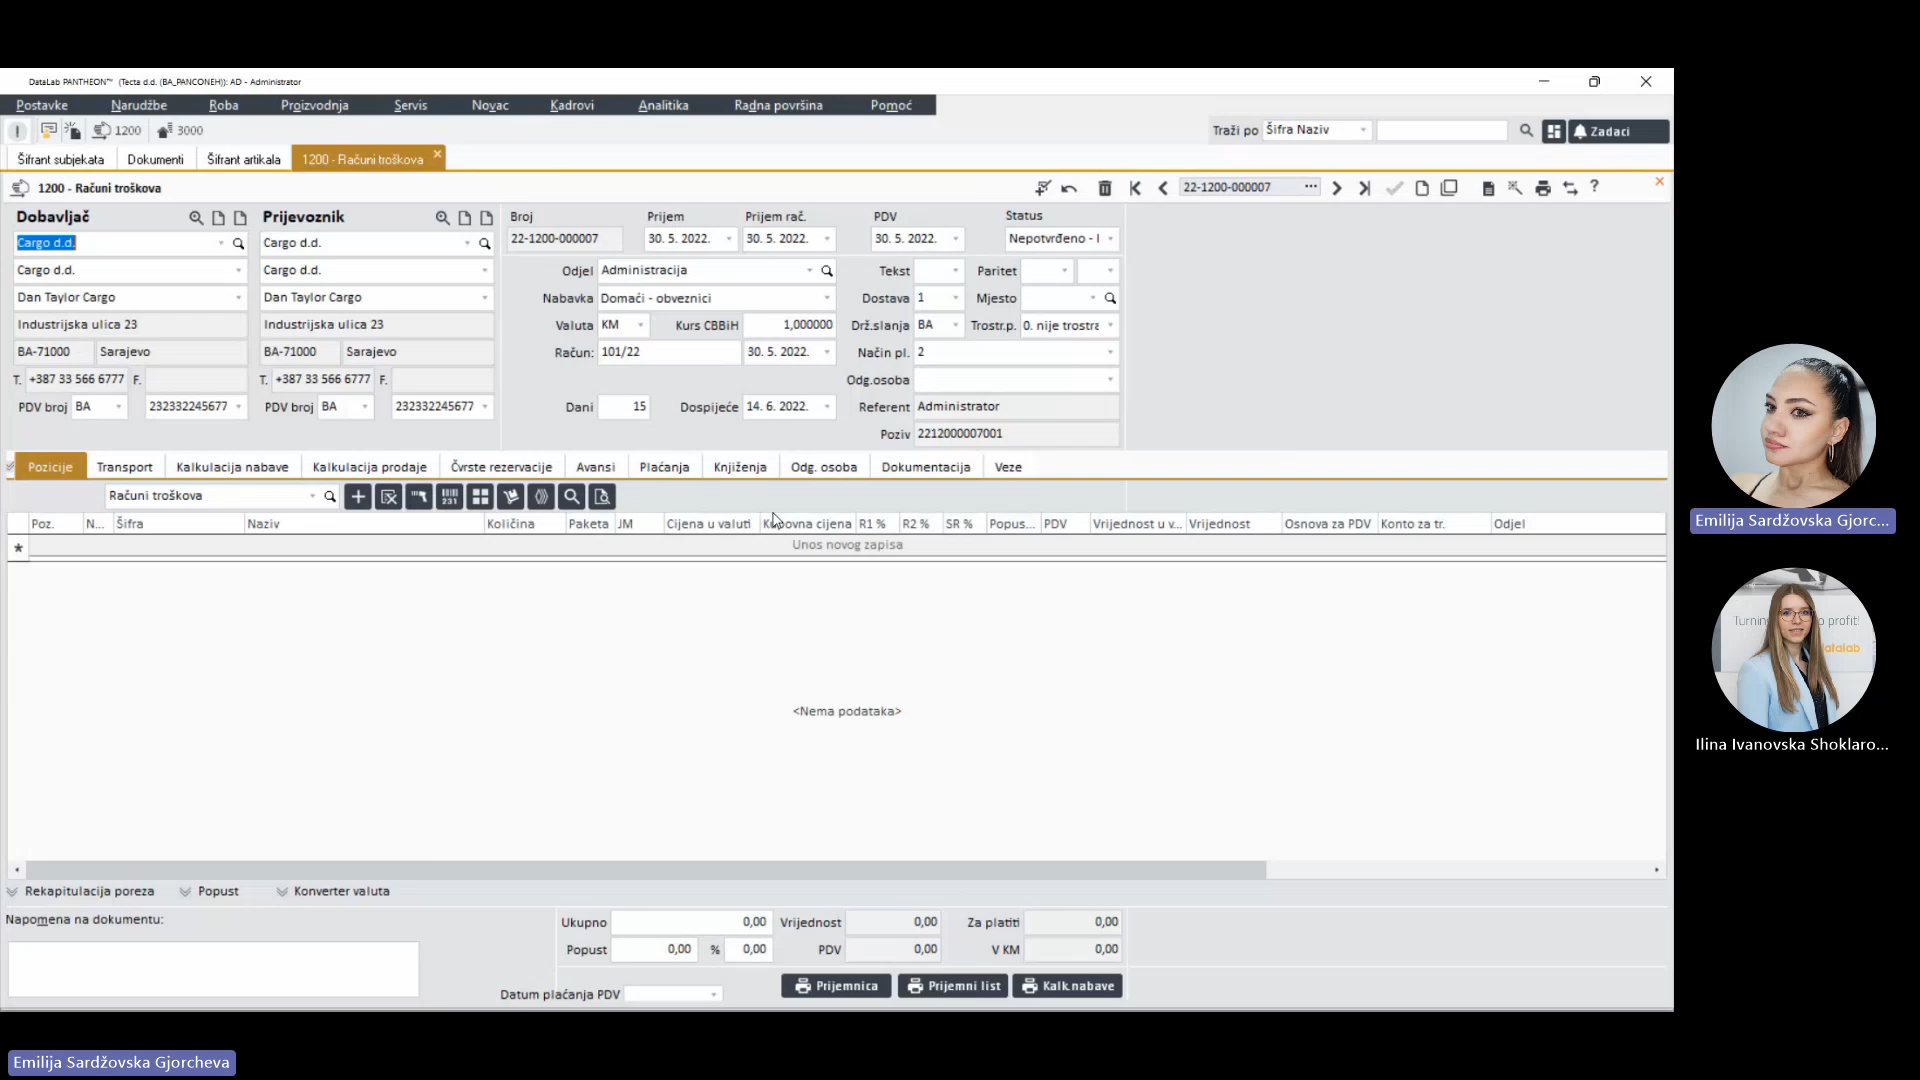 DataLab PANTHEON™ (Tecta d.d. (BA_PANCONEH)): AD - Administrator
Postavke Narudžbe Roba Proizvodnja Servis Novac Kadrovi Analitika Radna površina Pomoć
1200 3000 Traži po Šifra Naziv Zadaci
Šifrant subjekata Dokumenti Šifrant artikala 1200 - Računi troškova
1200 - Računi troškova 22-1200-000007
Dobavljač Prijevoznik Broj Prijem Prijem rač. PDV Status
Cargo d.d. Cargo d.d. 22-1200-000007 30. 5. 2022. 30. 5. 2022. 30. 5. 2022. Nepotvrđeno - I
Cargo d.d. Cargo d.d. Odjel Administracija Tekst Paritet
Dan Taylor Cargo Dan Taylor Cargo Nabavka Domaći - obveznici Dostava 1 Mjesto
Industrijska ulica 23 Industrijska ulica 23 Valuta KM Kurs CBBiH 1,000000 Drž.slanja BA Trostr.p. 0. nije trostra
BA-71000 Sarajevo BA-71000 Sarajevo Račun: 101/22 30. 5. 2022. Način pl. 2
T. +387 33 566 6777 F. T. +387 33 566 6777 F. Odg.osoba
PDV broj BA 232332245677 PDV broj BA 232332245677 Dani 15 Dospijeće 14. 6. 2022. Referent Administrator
Poziv 2212000007001
Pozicije Transport Kalkulacija nabave Kalkulacija prodaje Čvrste rezervacije Avansi Plaćanja Knjiženja Odg. osoba Dokumentacija Veze
Računi troškova
Poz. N... Šifra Naziv Količina Paketa JM Cijena u valuti Kupovna cijena R1 % R2 % SR % Popus... PDV Vrijednost u v... Vrijednost Osnova za PDV Konto za tr. Odjel
Unos novog zapisa
<Nema podataka>
Rekapitulacija poreza Popust Konverter valuta
Napomena na dokumentu:
Ukupno 0,00 Vrijednost 0,00 Za platiti 0,00
Popust 0,00 % 0,00 PDV 0,00 V KM 0,00
Prijemnica Prijemni list Kalk.nabave
Datum plaćanja PDV
Emilija Sardžovska Gjorc...
Turnin o profit!
datalab
Ilina Ivanovska Shoklaro...
Emilija Sardžovska Gjorcheva